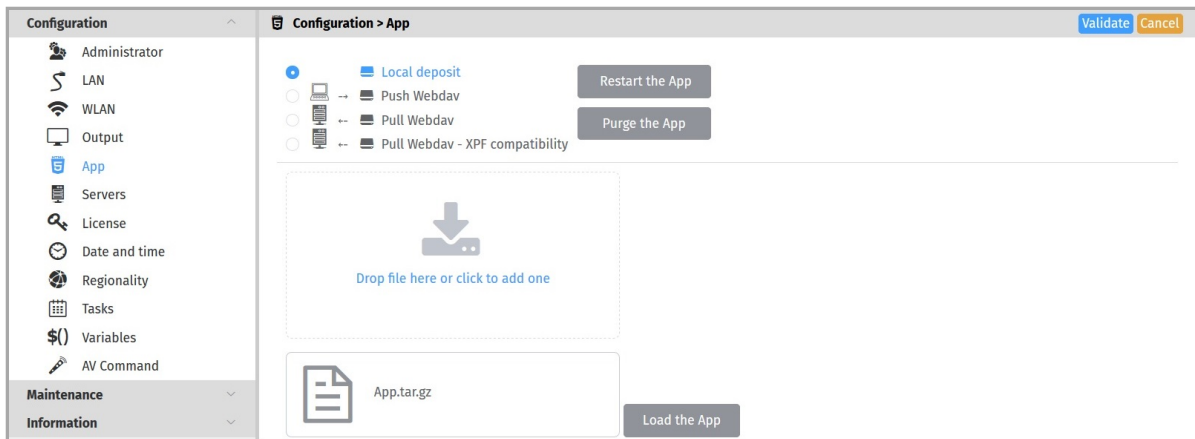 Configuration
Administrator
LAN
WLAN
Output
App
Servers
License
Date and time
Regionality
Tasks
$() Variables
AV Command
Maintenance
Information
Configuration > App
Validate Cancel
Local deposit
Push Webdav
Pull Webdav
Pull Webdav - XPF compatibility
Restart the App
Purge the App
Drop file here or click to add one
App.tar.gz
Load the App